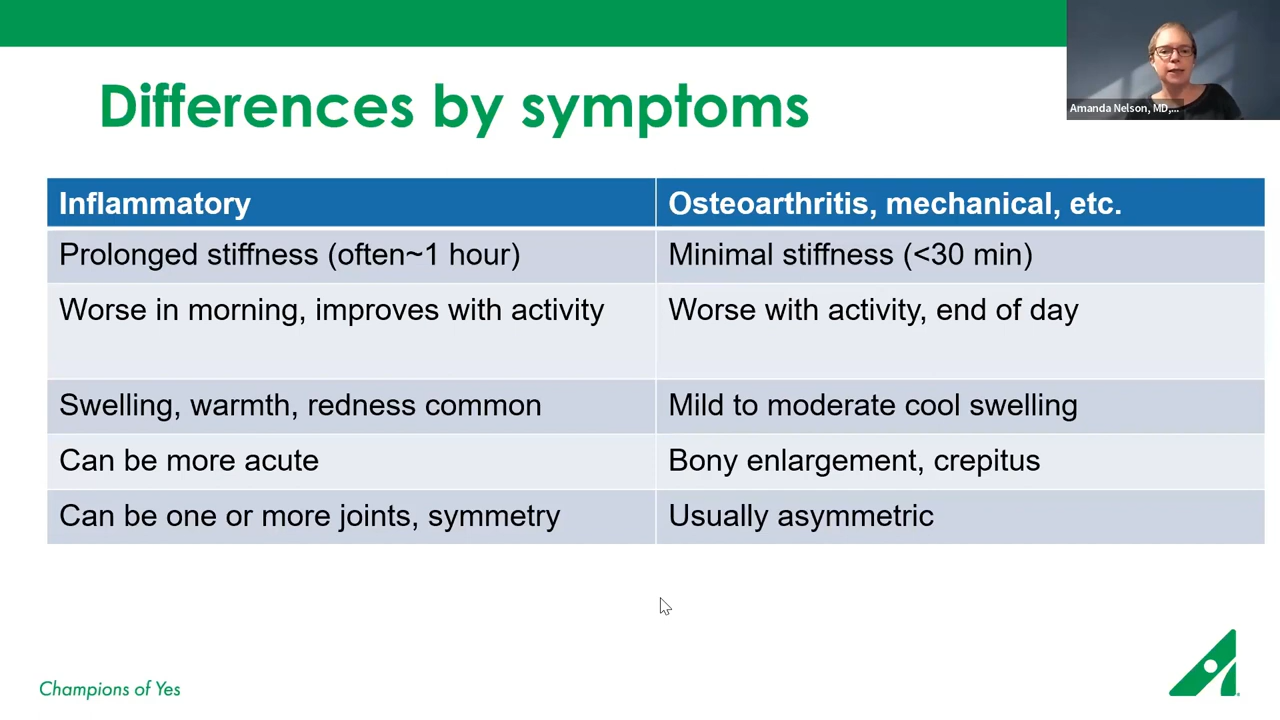 Differences by symptoms
Amanda Nelson, MD,...
Inflammatory
Osteoarthritis, mechanical, etc.
Prolonged stiffness (often~1 hour)
Minimal stiffness (<30 min)
Worse in morning, improves with activity
Worse with activity, end of day
Swelling, warmth, redness common
Mild to moderate cool swelling
Can be more acute
Bony enlargement, crepitus
Can be one or more joints, symmetry
Usually asymmetric
Champions of Yes